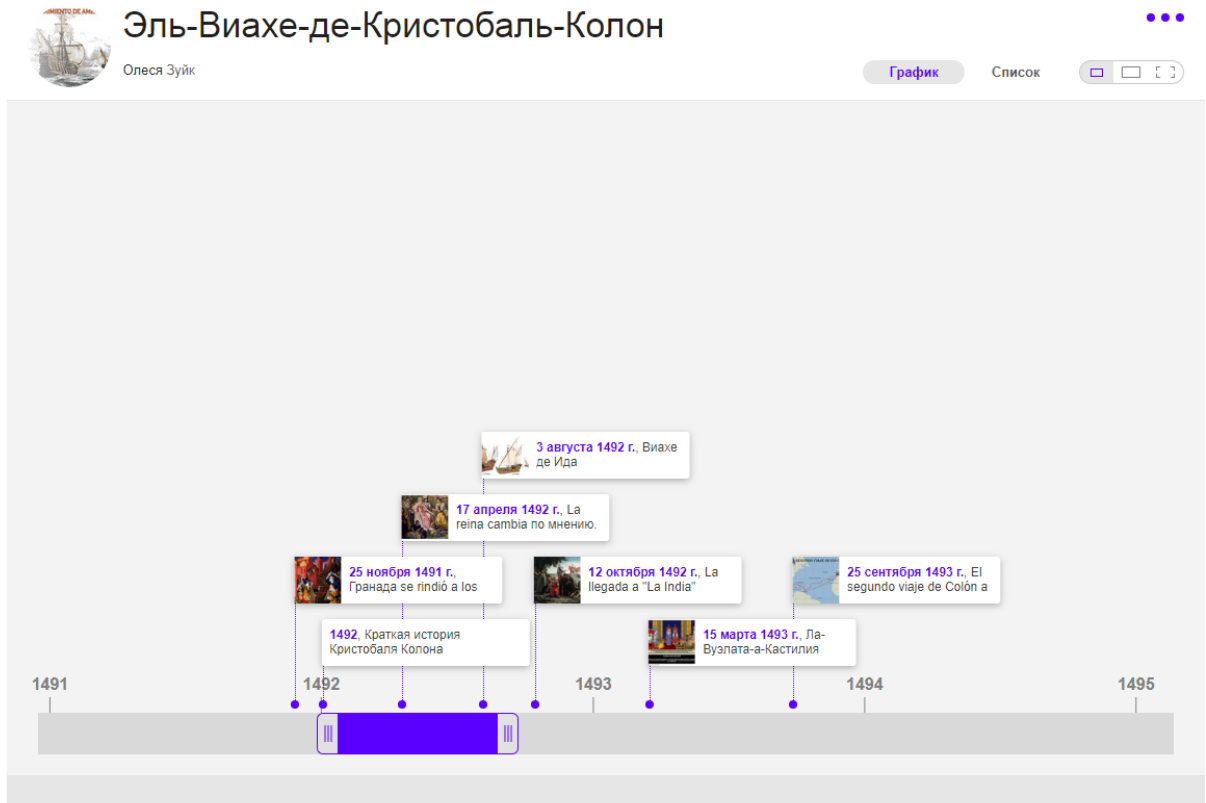 Эль-Виахе-де-Кристобаль-Колон
Олеся Зуйк
График
Список
3 августа 1492 г., Виахе
де Ида
17 апреля 1492 г., La
reina cambia по мнению.
25 ноября 1491 г.,
Гранада se rindió a los
12 октября 1492 г., La
llegada a "La India"
25 сентября 1493 г., El
segundo viaje de Colón a
1492, Краткая история
Кристобаля Колона
15 марта 1493 г., Ла-
Вуэлата-а-Кастилия
1491
1492
1493
1494
1495